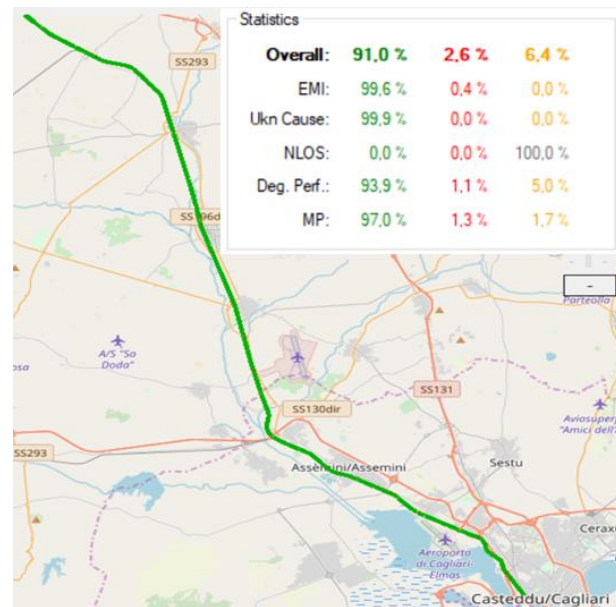 Statistics
Overall: 91,0 % 2,6 % 6,4 %
EMI: 99,6 % 0,4 % 0,0 %
Ukn Cause: 99,9 % 0,0 % 0,0 %
NLOS: 0,0 % 0,0 % 100,0 %
Deg. Perf.: 93,9 % 1,1 % 5,0 %
MP: 97,0 % 1,3 % 1,7 %
SS293
-
Parteolla
A/S "Sa
Doda"
SS131
SS130dir
Aviosuper
"Amici dell'
SS293
Assèmini/Assemini
Sestu
Cerax
Aeroporto
di Cagliari-
Elmas
Casteddu/Cagliari